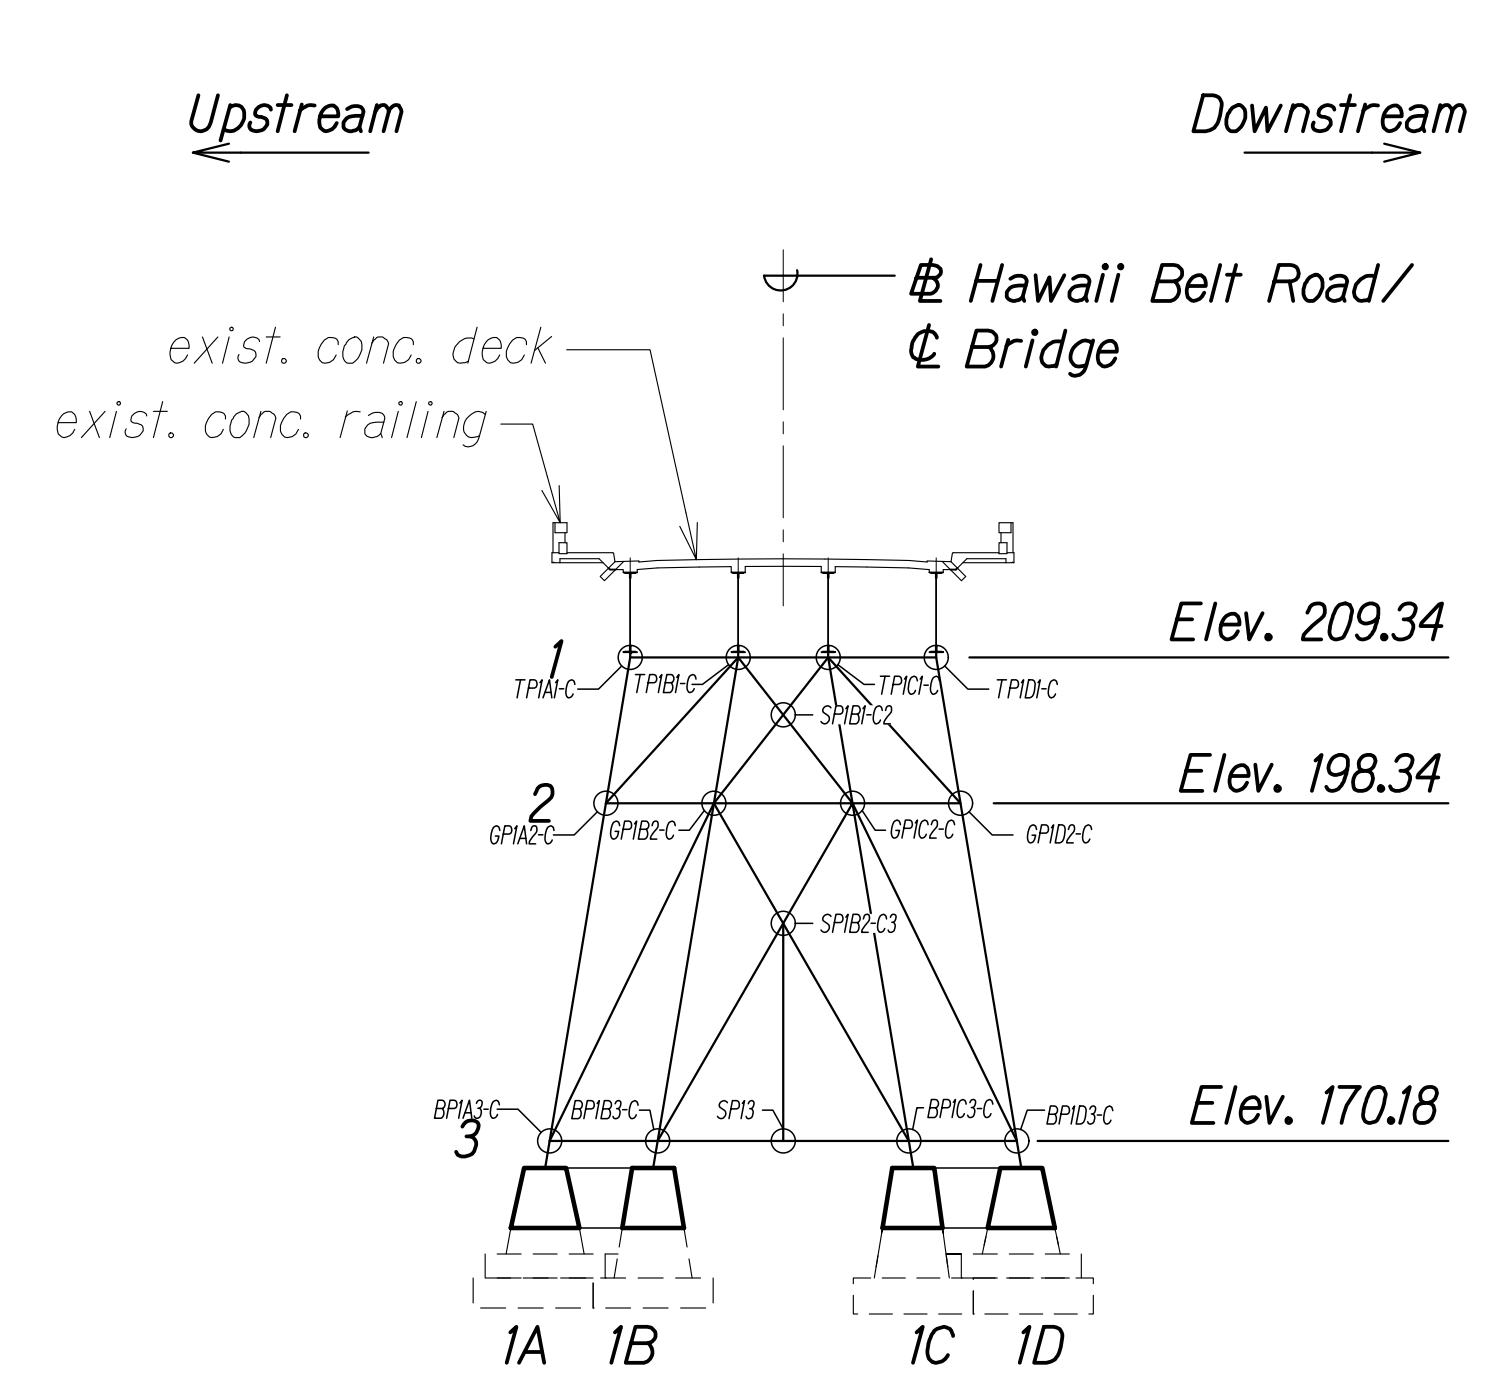 Upstream
Downstream
℄ Hawaii Belt Road/
℄ Bridge
exist. conc. deck
exist. conc. railing
Elev. 209.34
1
TP1A1-C
TP1B1-C
TP1C1-C
TP1D1-C
SP1B1-C2
Elev. 198.34
2
GP1A2-C
GP1B2-C
GP1C2-C
GP1D2-C
SP1B2-C3
Elev. 170.18
BP1A3-C
BP1B3-C
SP13
BP1C3-C
BP1D3-C
3
1A
1B
1C
1D